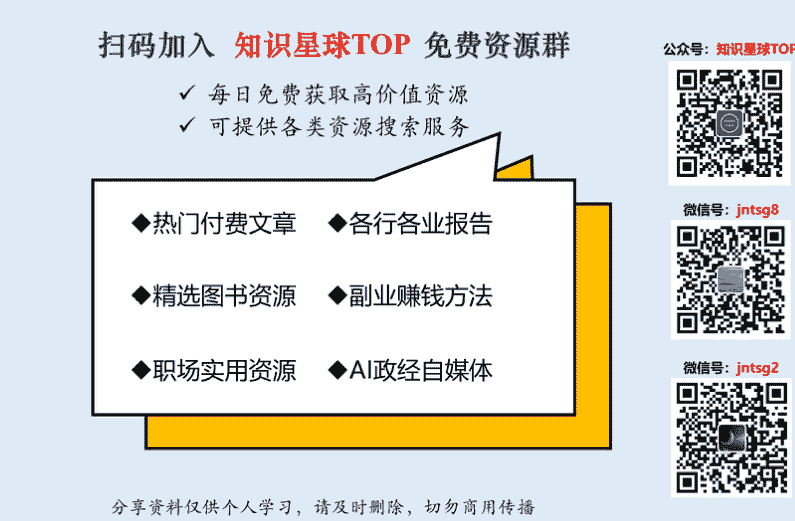 扫码加入 知识星球TOP 免费资源群
✓ 每日免费获取高价值资源
✓ 可提供各类资源搜索服务
◆热门付费文章 ◆各行各业报告
◆精选图书资源 ◆副业赚钱方法
◆职场实用资源 ◆AI政经自媒体
分享资料仅供个人学习，请及时删除，切勿商用传播
公众号：知识星球TOP
微信号：jntsg8
微信号：jntsg2